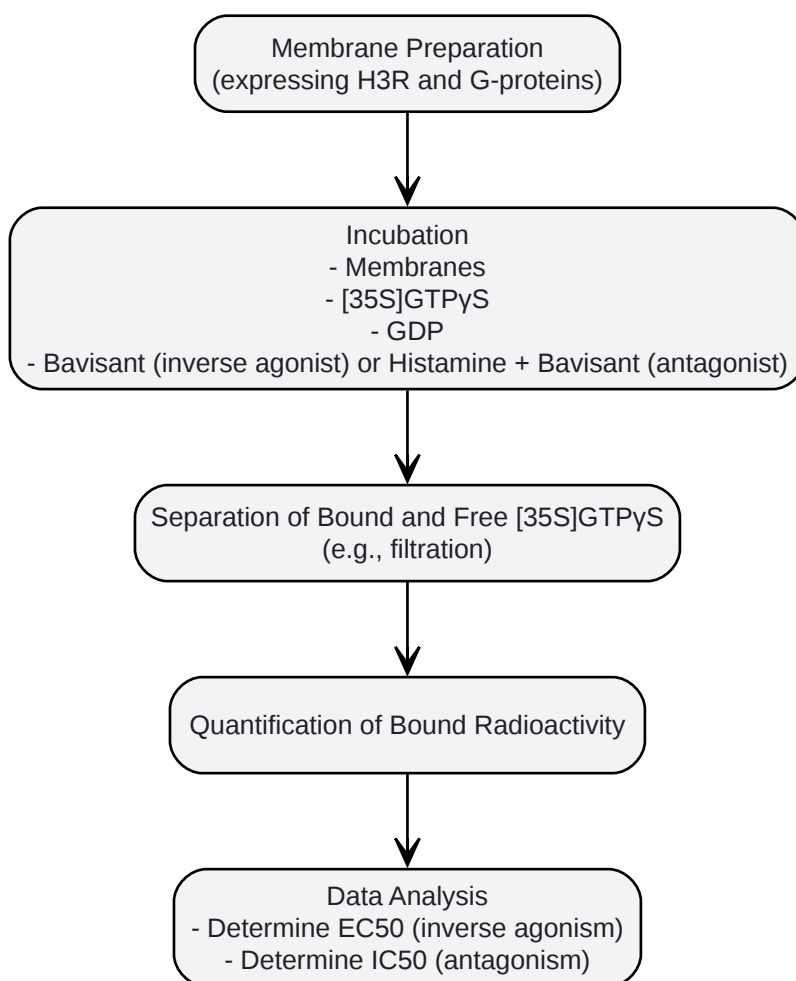 Membrane Preparation
(expressing H3R and G-proteins)
Incubation
- Membranes
- [35S]GTPγS
- GDP
- Bavisant (inverse agonist) or Histamine + Bavisant (antagonist)
Separation of Bound and Free [35S]GTPγS
(e.g., filtration)
Quantification of Bound Radioactivity
Data Analysis
- Determine EC50 (inverse agonism)
- Determine IC50 (antagonism)